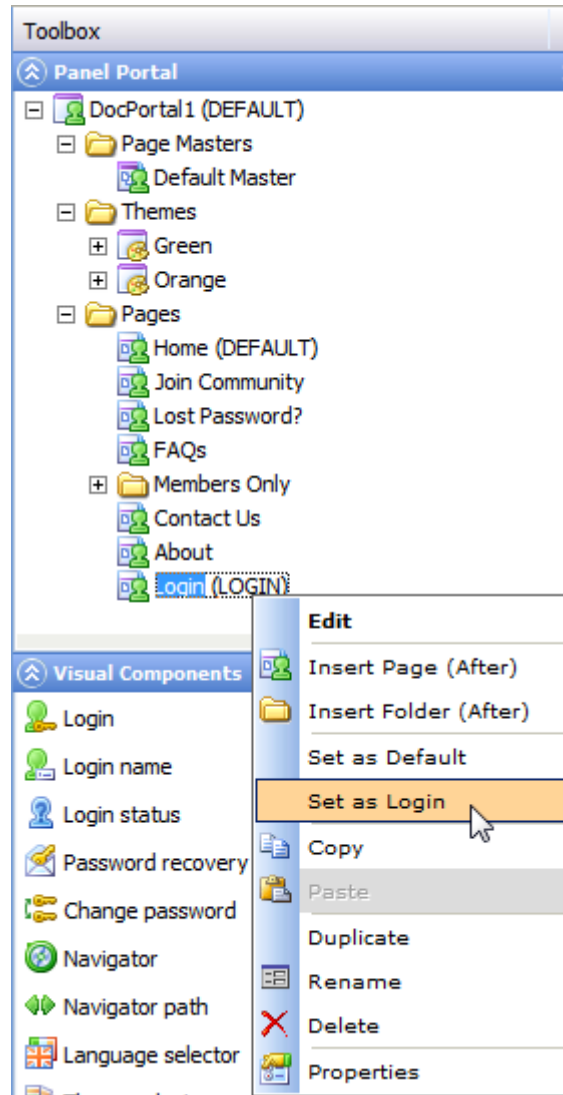 Toolbox
Panel Portal
DocPortal1 (DEFAULT)
Page Masters
Default Master
Themes
Green
Orange
Pages
Home (DEFAULT)
Join Community
Lost Password?
FAQs
Members Only
Contact Us
About
Login (LOGIN)
Edit
Insert Page (After)
Insert Folder (After)
Set as Default
Set as Login
Copy
Paste
Duplicate
Rename
Delete
Properties
Visual Components
Login
Login name
Login status
Password recovery
Change password
Navigator
Navigator path
Language selector